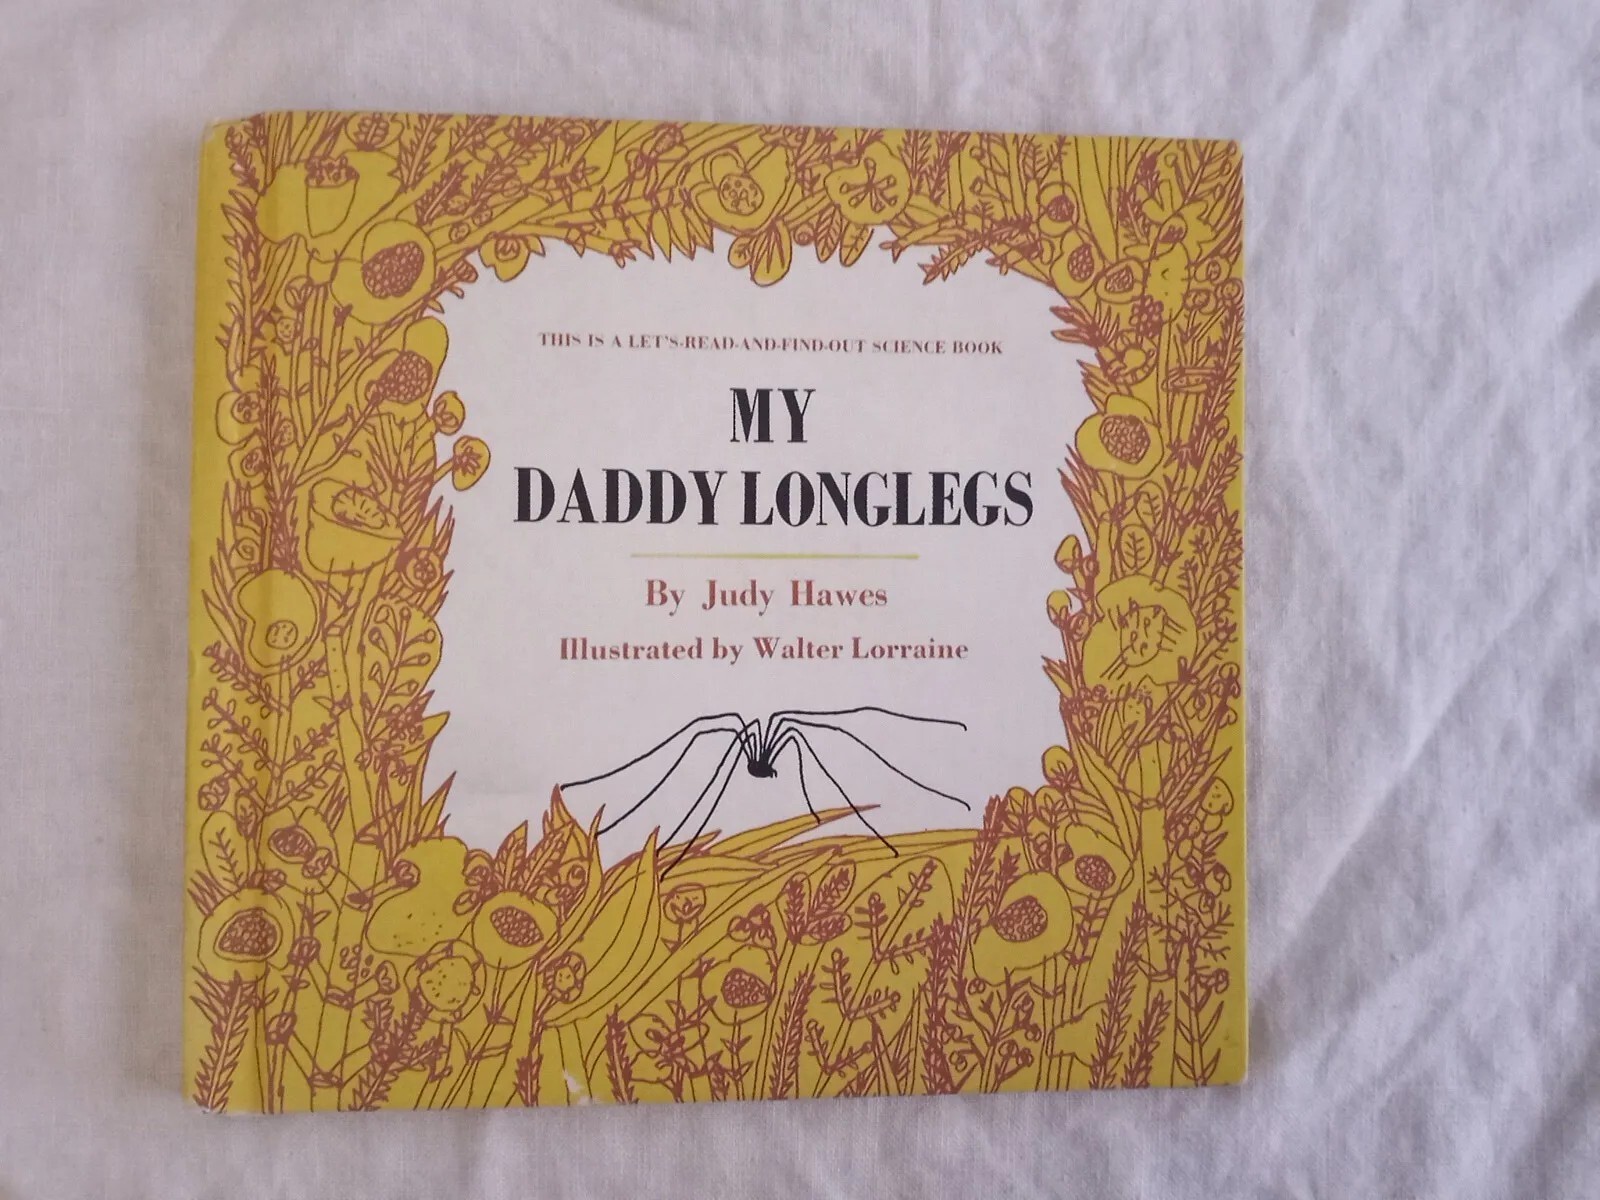 THIS IS A LET'S-READ-AND-FIND-OUT SCIENCE BOOK
MY
DADDY LONGLEGS
By Judy Hawes
Illustrated by Walter Lorraine